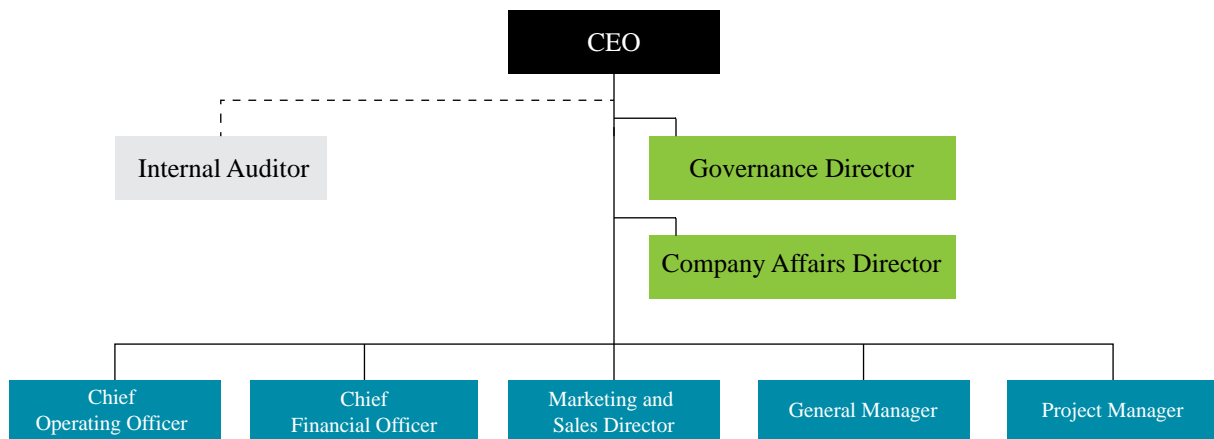 CEO
Internal Auditor
Governance Director
Company Affairs Director
Chief
Operating Officer
Chief
Financial Officer
Marketing and
Sales Director
General Manager
Project Manager